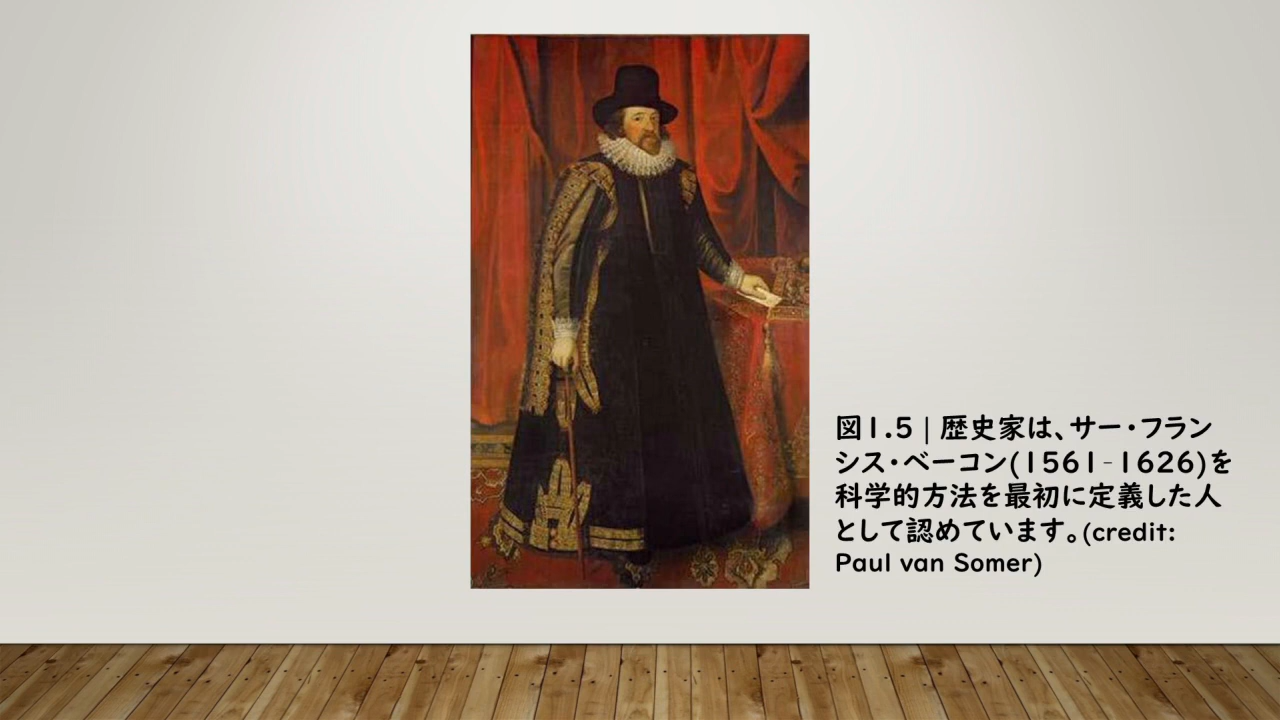 図1.5 | 歴史家は、サー・フラン
シス・ベーコン(1561-1626)を
科学的方法を最初に定義した人
として認めています。(credit:
Paul van Somer)